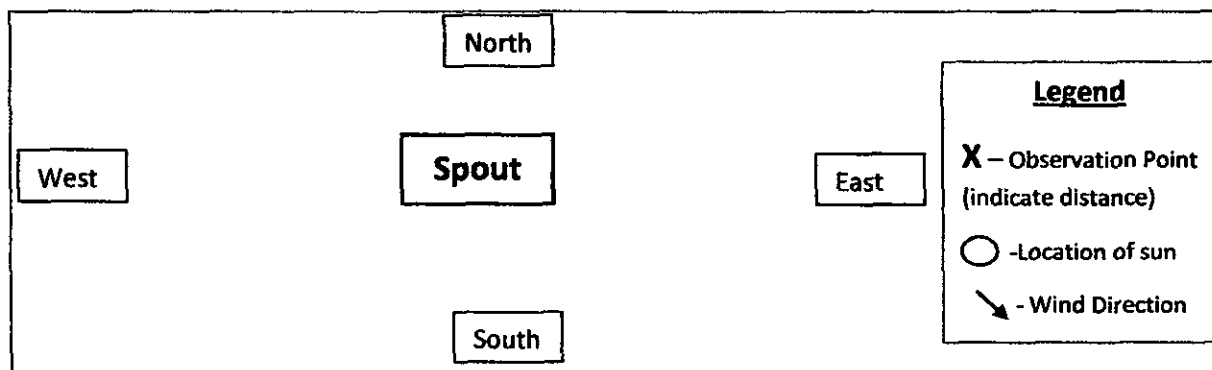 North
Legend
West
Spout
East
X – Observation Point
(indicate distance)
-Location of sun
- Wind Direction
South